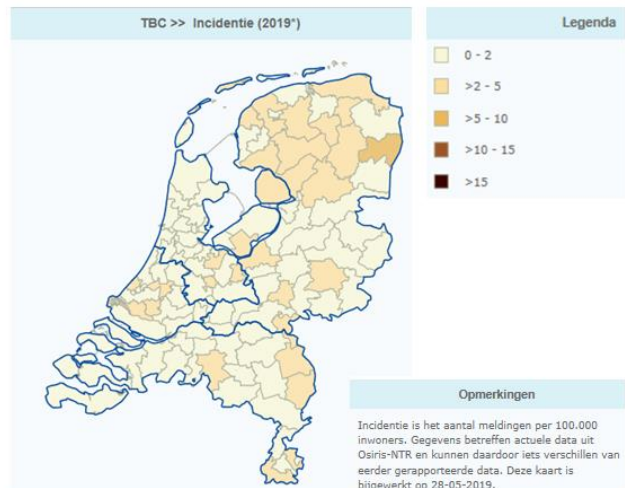 TBC >> Incidentie (2019*)
Legenda
0 - 2
>2 - 5
>5 - 10
>10 - 15
>15
Opmerkingen
Incidentie is het aantal meldingen per 100.000
inwoners. Gegevens betreffen actuele data uit
Osiris-NTR en kunnen daardoor iets verschillen van
eerder gerapporteerde data. Deze kaart is
bijgewerkt op 28-05-2019.